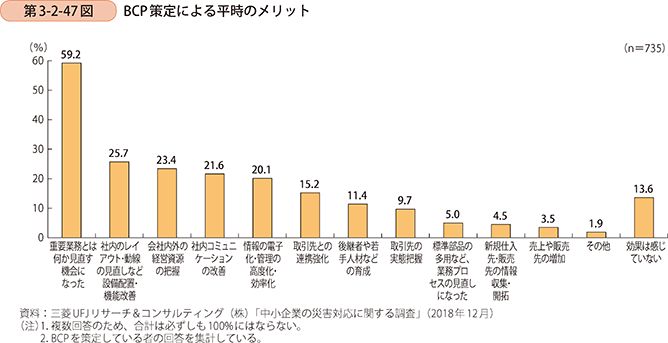 第3-2-47図 BCP策定による平時のメリット
(%) (n=735)
70
60
50
40
30
20
10
0
59.2
25.7
23.4
21.6
20.1
15.2
11.4
9.7
5.0
4.5
3.5
1.9
13.6
重要業務とは
何か見直す
機会に
なった
社内のレイ
アウト・動線
の見直しなど
設備配置・
機能改善
会社内外の
経営資源
の把握
社内コミュニ
ケーション
の改善
情報の電子
化・管理の
高度化・
効率化
取引先との
連携強化
後継者や若
手人材など
の育成
取引先の
実態把握
標準部品の
多用など、
業務プロ
セスの見直し
になった
新規仕入
先・販売
先の情報
収集・
開拓
売上や販売
先の増加
その他
効果は感じ
ていない
資料:三菱UFJリサーチ&コンサルティング(株)「中小企業の災害対応に関する調査」(2018年12月)
(注)1. 複数回答のため、合計は必ずしも100%にはならない。
2. BCPを策定している者の回答を集計している。